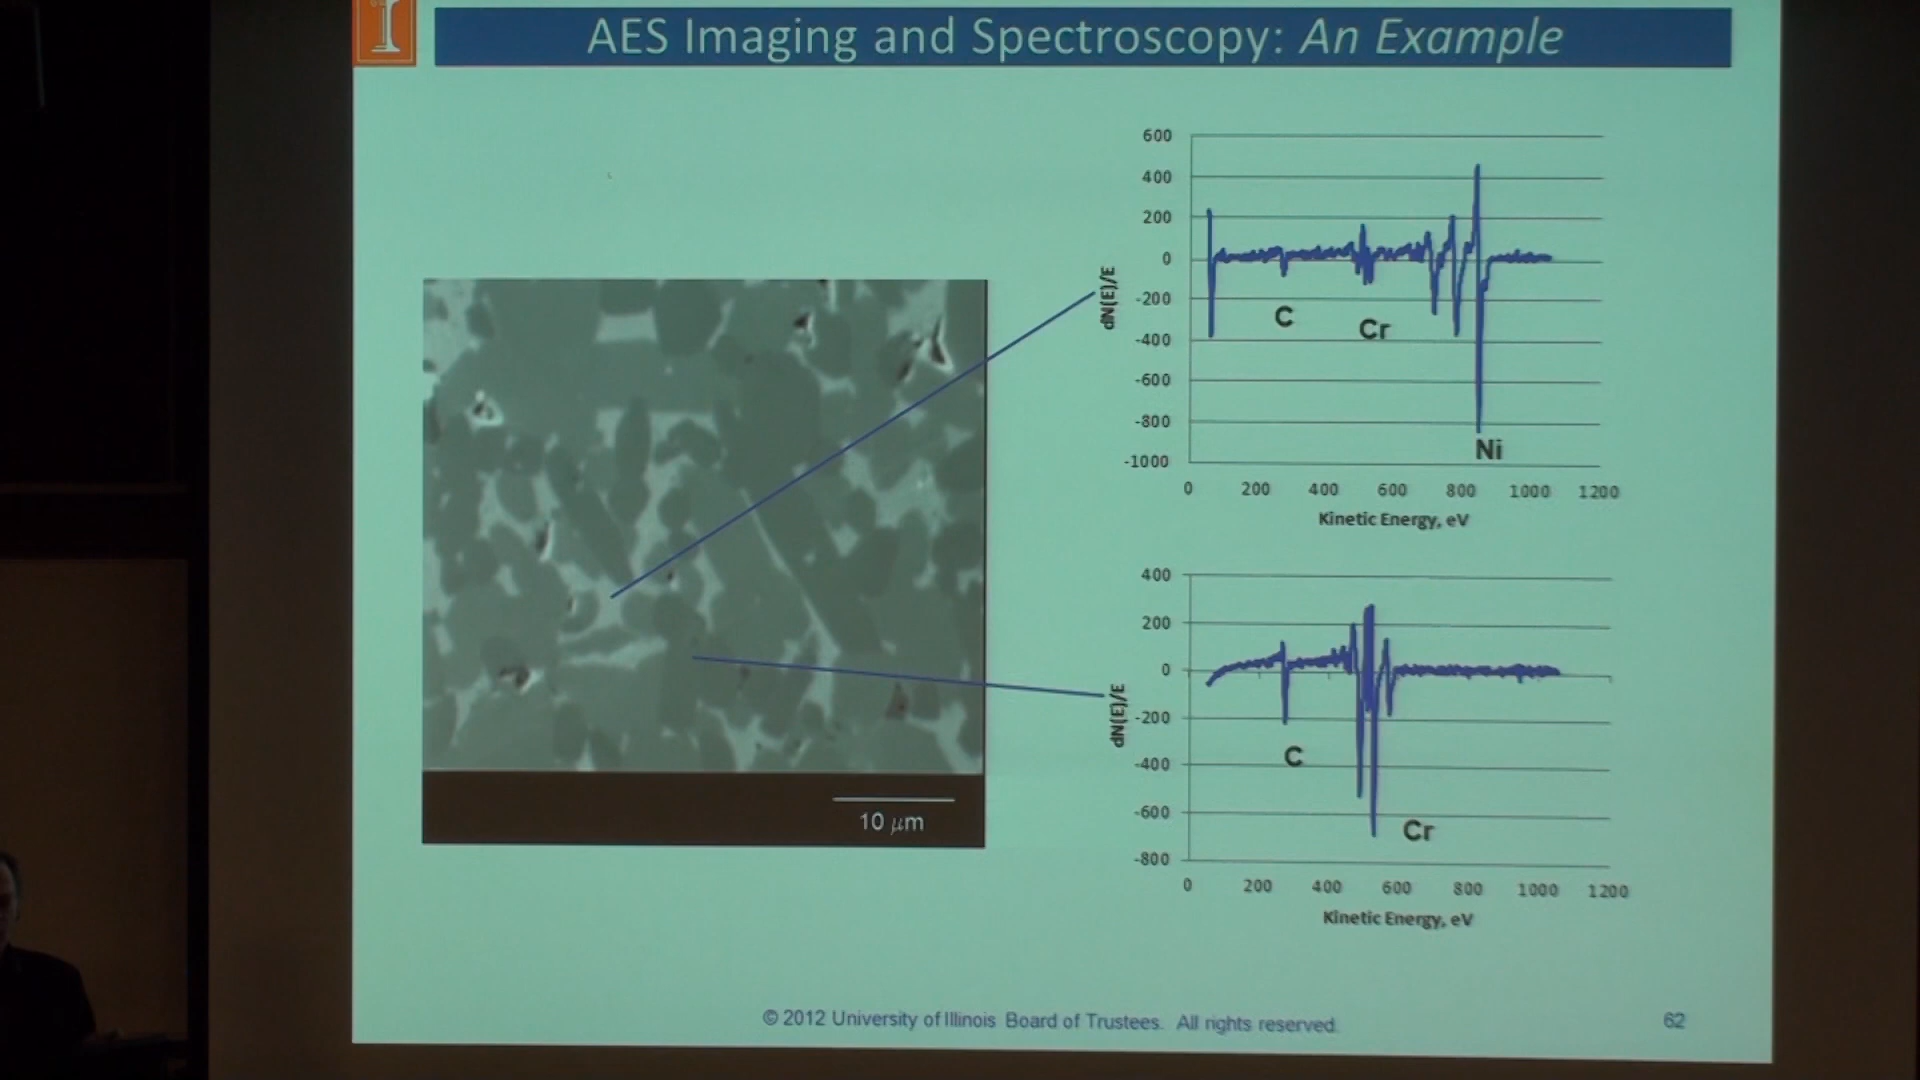 AES Imaging and Spectroscopy: An Example
600
400
200
0
-200
-400
-600
-800
-1000
dN(E)/E
C
Cr
Ni
0 200 400 600 800 1000 1200
Kinetic Energy, eV
10 μm
400
200
0
-200
-400
-600
-800
dN(E)/E
C
Cr
0 200 400 600 800 1000 1200
Kinetic Energy, eV
© 2012 University of Illinois Board of Trustees. All rights reserved.
62